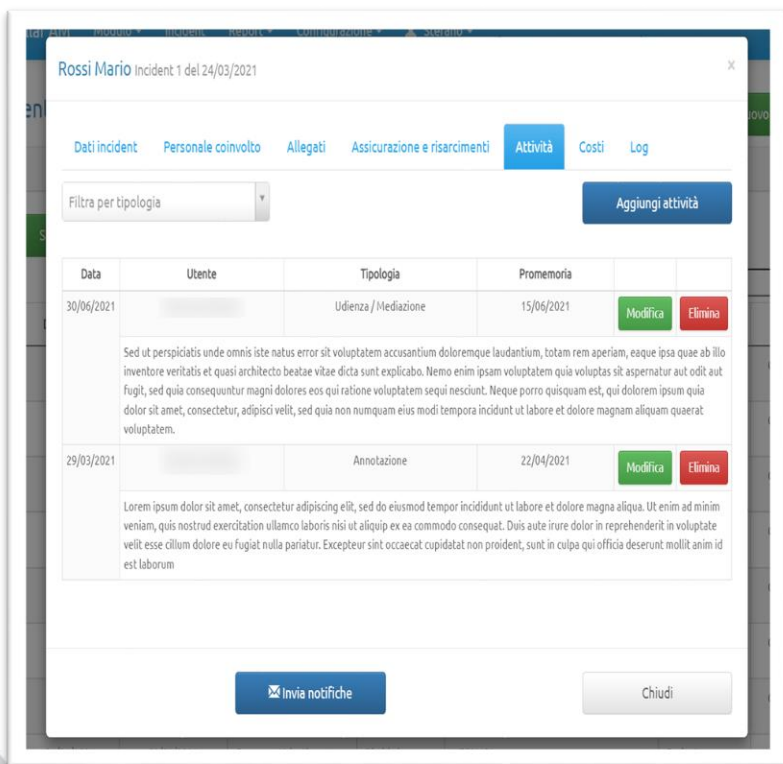 tar AM Modulo Incident Report Configurazione Stefano
Rossi Mario Incident 1 del 24/03/2021 x
ent
uovo
Dati incident Personale coinvolto Allegati Assicurazione e risarcimenti Attività Costi Log
Filtra per tipologia Aggiungi attività
S
Data Utente Tipologia Promemoria
30/06/2021 Udienza / Mediazione 15/06/2021 Modifica Elimina
Sed ut perspiciatis unde omnis iste natus error sit voluptatem accusantium doloremque laudantium, totam rem aperiam, eaque ipsa quae ab illo
inventore veritatis et quasi architecto beatae vitae dicta sunt explicabo. Nemo enim ipsam voluptatem quia voluptas sit aspernatur aut odit aut
fugit, sed quia consequuntur magni dolores eos qui ratione voluptatem sequi nesciunt. Neque porro quisquam est, qui dolorem ipsum quia
dolor sit amet, consectetur, adipisci velit, sed quia non numquam eius modi tempora incidunt ut labore et dolore magnam aliquam quaerat
voluptatem.
29/03/2021 Annotazione 22/04/2021 Modifica Elimina
Lorem ipsum dolor sit amet, consectetur adipiscing elit, sed do eiusmod tempor incididunt ut labore et dolore magna aliqua. Ut enim ad minim
veniam, quis nostrud exercitation ullamco laboris nisi ut aliquip ex ea commodo consequat. Duis aute irure dolor in reprehenderit in voluptate
velit esse cillum dolore eu fugiat nulla pariatur. Excepteur sint occaecat cupidatat non proident, sunt in culpa qui officia deserunt mollit anim id
est laborum
Invia notifiche Chiudi